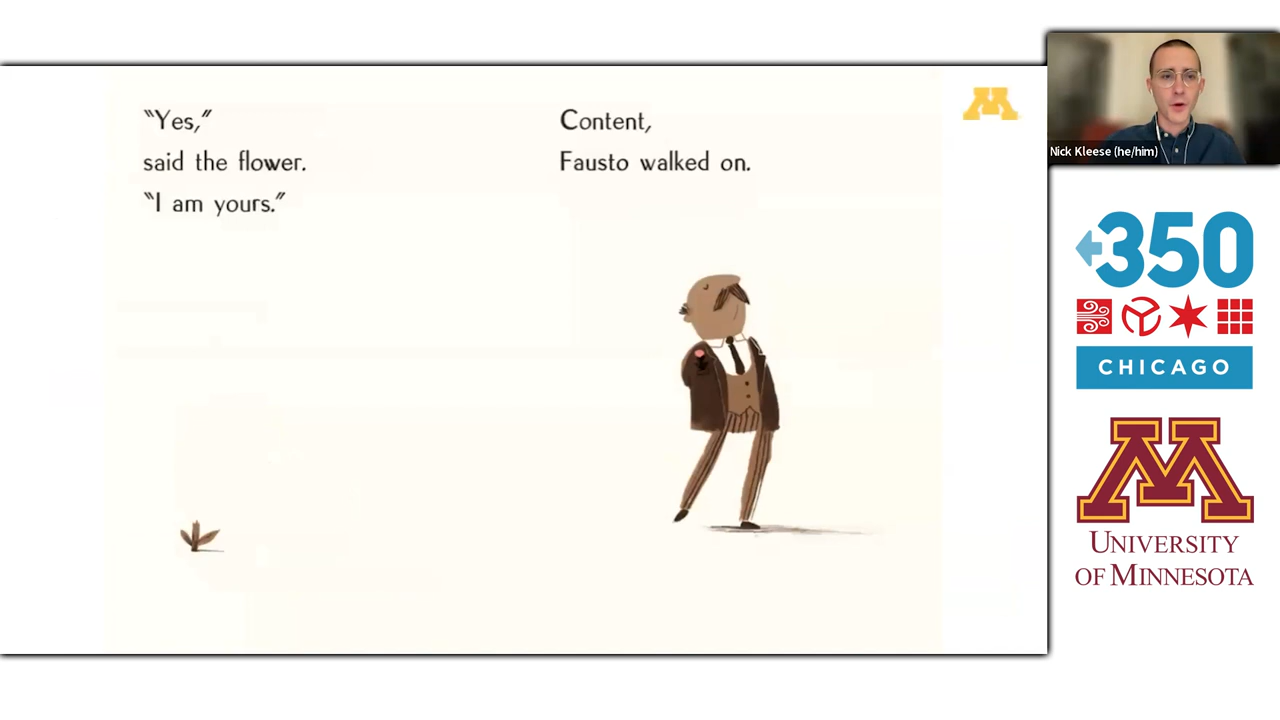 “Yes,”
said the flower.
“I am yours.”
Content,
Fausto walked on.
M
Nick Kleese (he/him)
350
CHICAGO
M
UNIVERSITY
OF MINNESOTA